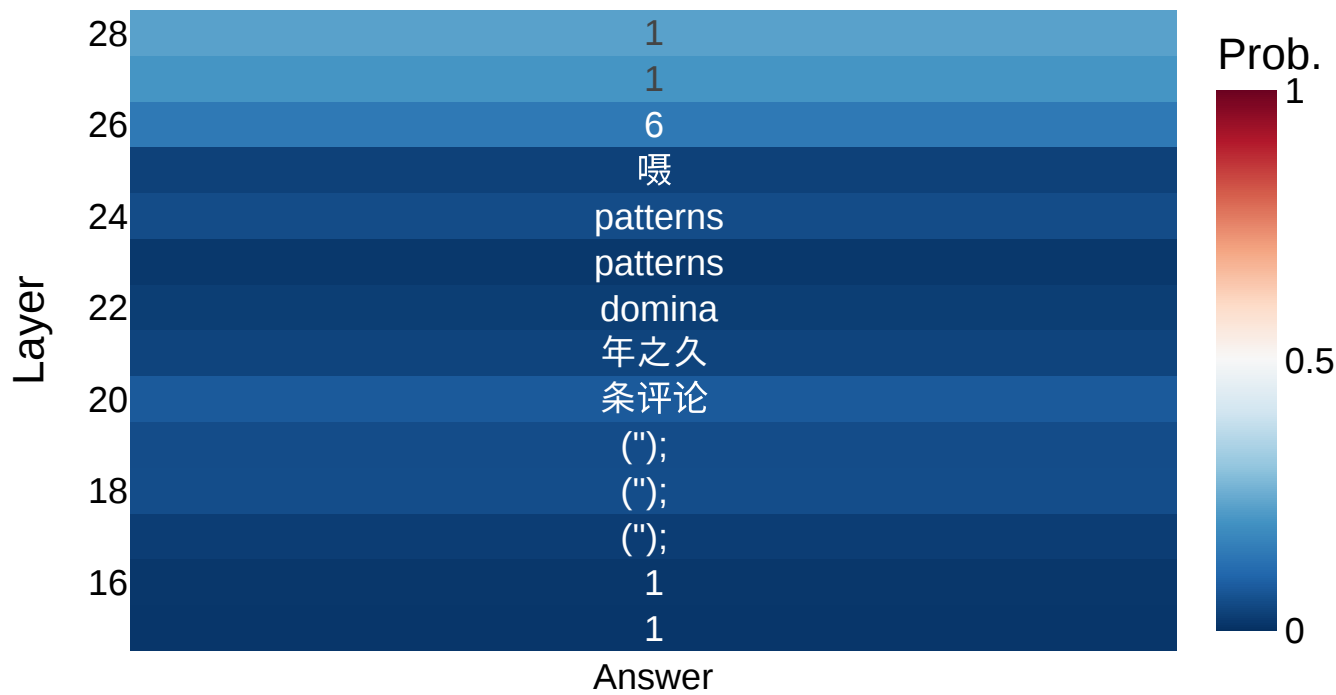 28
1
1
26
6
嗫
24
patterns
patterns
22
domina
年之久
20
条评论
(");
18
(");
(");
16
1
1
Layer
Answer
Prob.
1
0.5
0